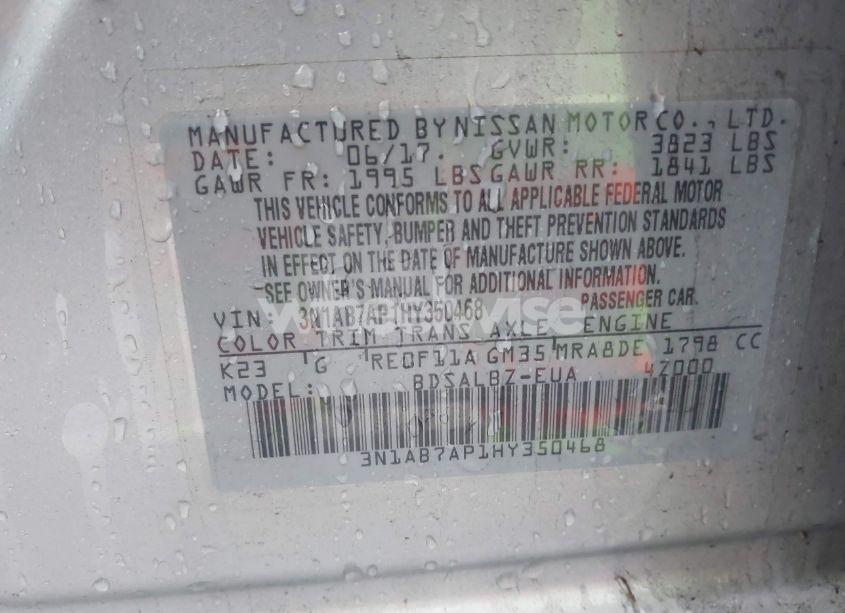 MANUFACTURED BY NISSAN MOTOR CO., LTD.
DATE: 06/17. GVWR: 3823 LBS
GAWR FR: 1995 LBS GAWR RR: 1841 LBS
THIS VEHICLE CONFORMS TO ALL APPLICABLE FEDERAL MOTOR
VEHICLE SAFETY, BUMPER AND THEFT PREVENTION STANDARDS
IN EFFECT ON THE DATE OF MANUFACTURE SHOWN ABOVE.
SEE OWNER'S MANUAL FOR ADDITIONAL INFORMATION.
VIN: 3N1AB7AP1HY350468 PASSENGER CAR.
COLOR TRIM TRANS AXLE ENGINE
K23 G RE0F11A GM35 MRA8DE 1798 CC
MODEL: BDSALBZ-EUA 4Z000
3N1AB7AP1HY350468